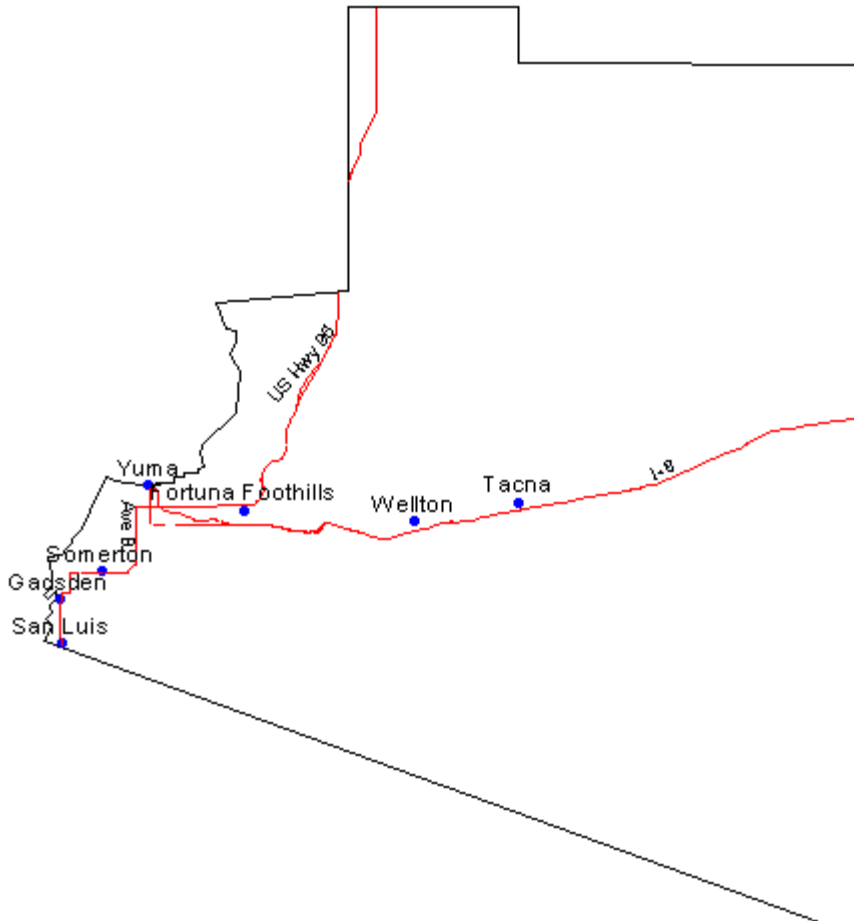 US Hwy 95
Yuma
Fortuna Foothills
I-8
Tacna
Wellton
Ave B
Somerton
Gadsden
San Luis